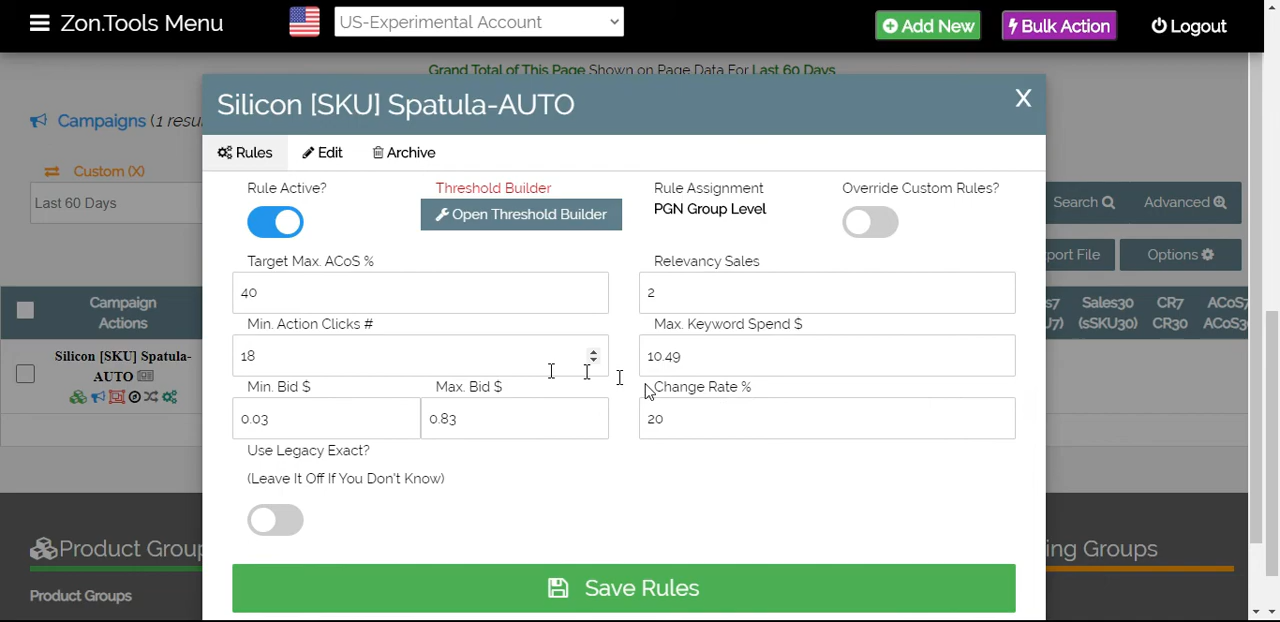 Zon.Tools Menu
US-Experimental Account
Add New
Bulk Action
Logout
Grand Total of This Page Shown on Page Data For Last 60 Days
Campaigns (1 resu
Custom (X)
Last 60 Days
Search
Advanced
port File
Options
Campaign
Actions
Sales30
(sSKU30)
CR7
CR30
ACoS7
Silicon [SKU] Spatula-
AUTO
Silicon [SKU] Spatula-AUTO
X
Rules
Edit
Archive
Rule Active?
Threshold Builder
Open Threshold Builder
Rule Assignment
PGN Group Level
Override Custom Rules?
Target Max. ACoS %
40
Relevancy Sales
2
Min. Action Clicks #
18
Max. Keyword Spend $
10.49
Min. Bid $
0.03
Max. Bid $
0.83
Change Rate %
20
Use Legacy Exact?
(Leave It Off If You Don't Know)
Save Rules
Product Group
ing Groups
Product Groups